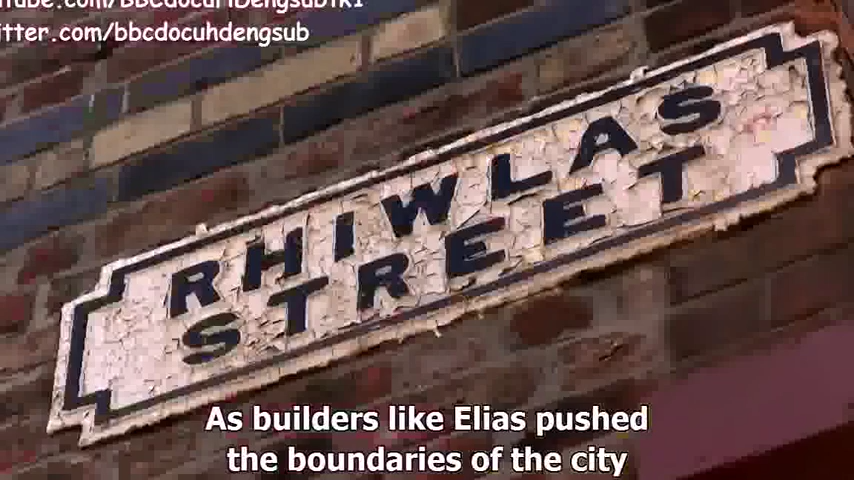 itter.com/bbcdocuhdengsub
RHIWLAS
STREET
As builders like Elias pushed
the boundaries of the city